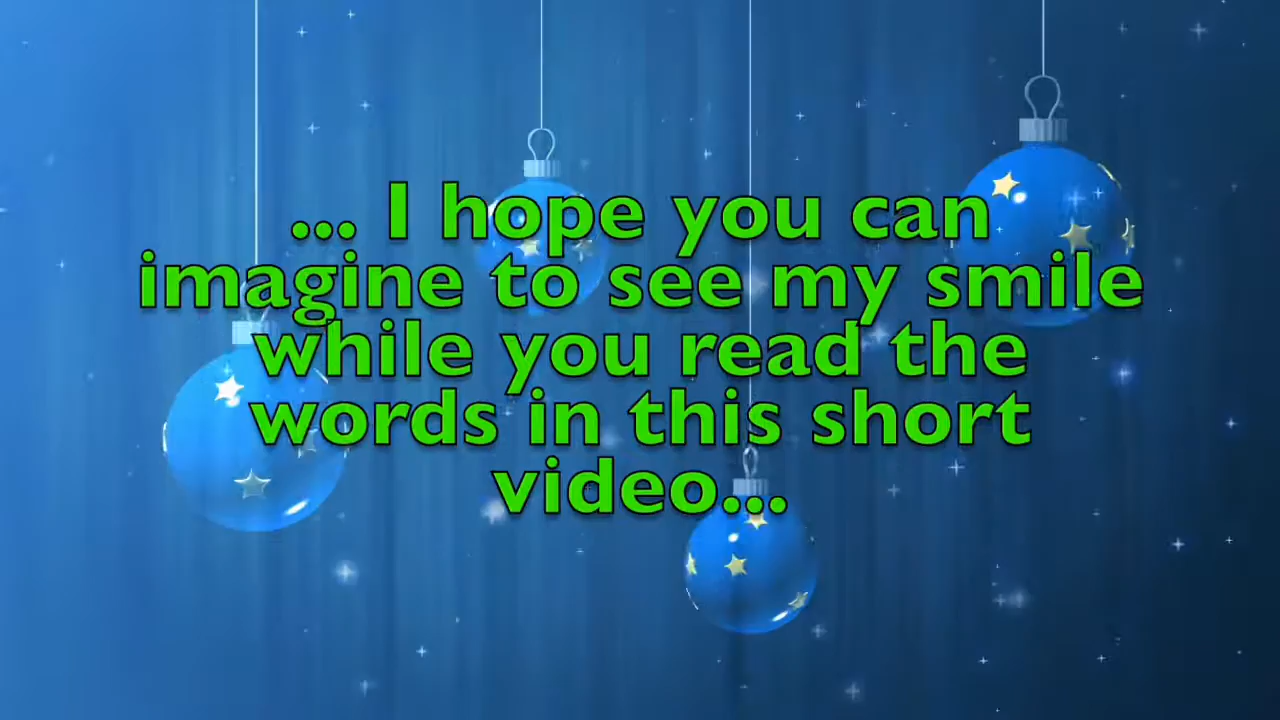 ... I hope you can
imagine to see my smile
while you read the
words in this short
video...